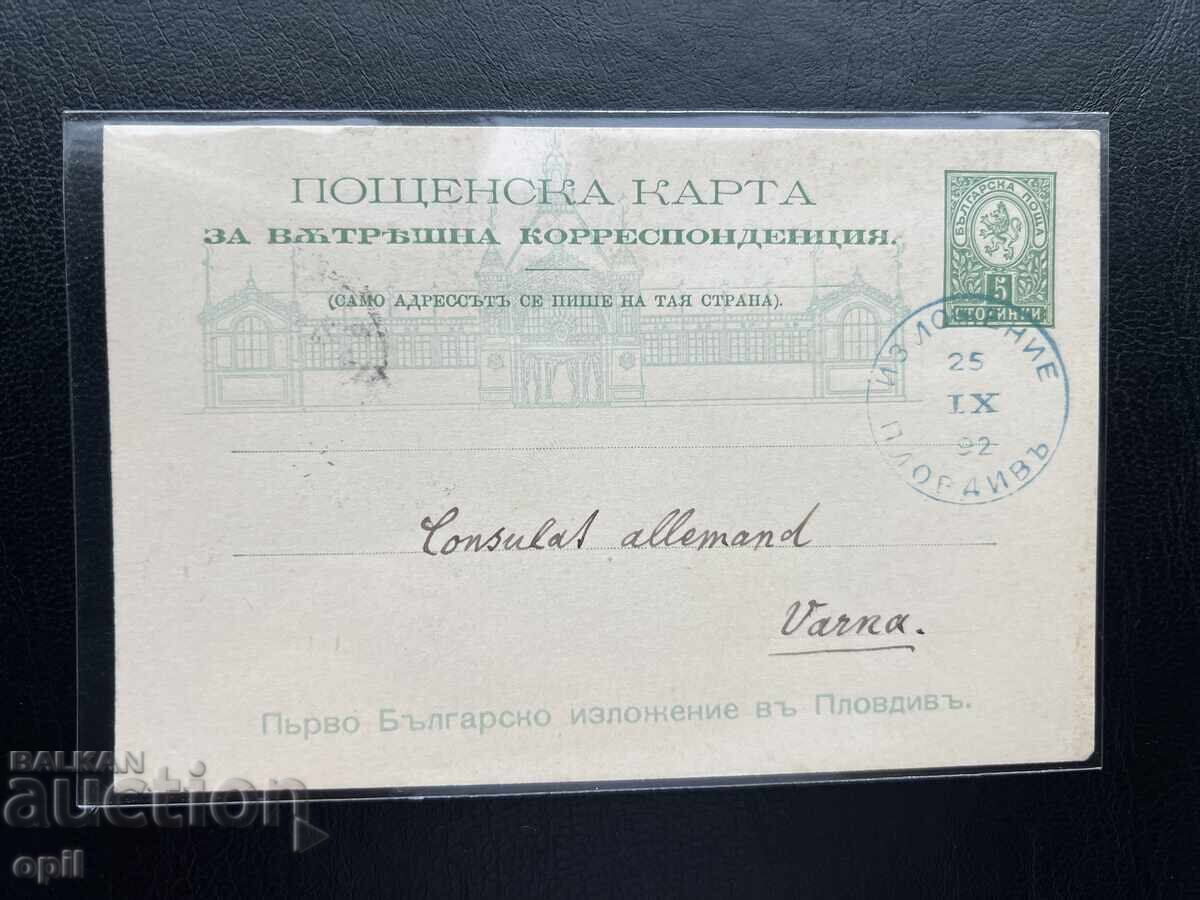 ПОЩЕНСКА КАРТА
ЗА ВѪТРѢШНА КОРРЕСПОНДЕНЦИЯ.
(САМО АДРЕССЪТЪ СЕ ПИШЕ НА ТАЯ СТРАНА).
БЪЛГАРСКА ПОЩА
5
СТОТИНКИ
ИЗЛОЖЕНИЕ
25
IX
92
ПЛОВДИВЪ
Consulat allemand
Varna.
Първо Българско изложение въ Пловдивъ.
BALKAN
auction
opil